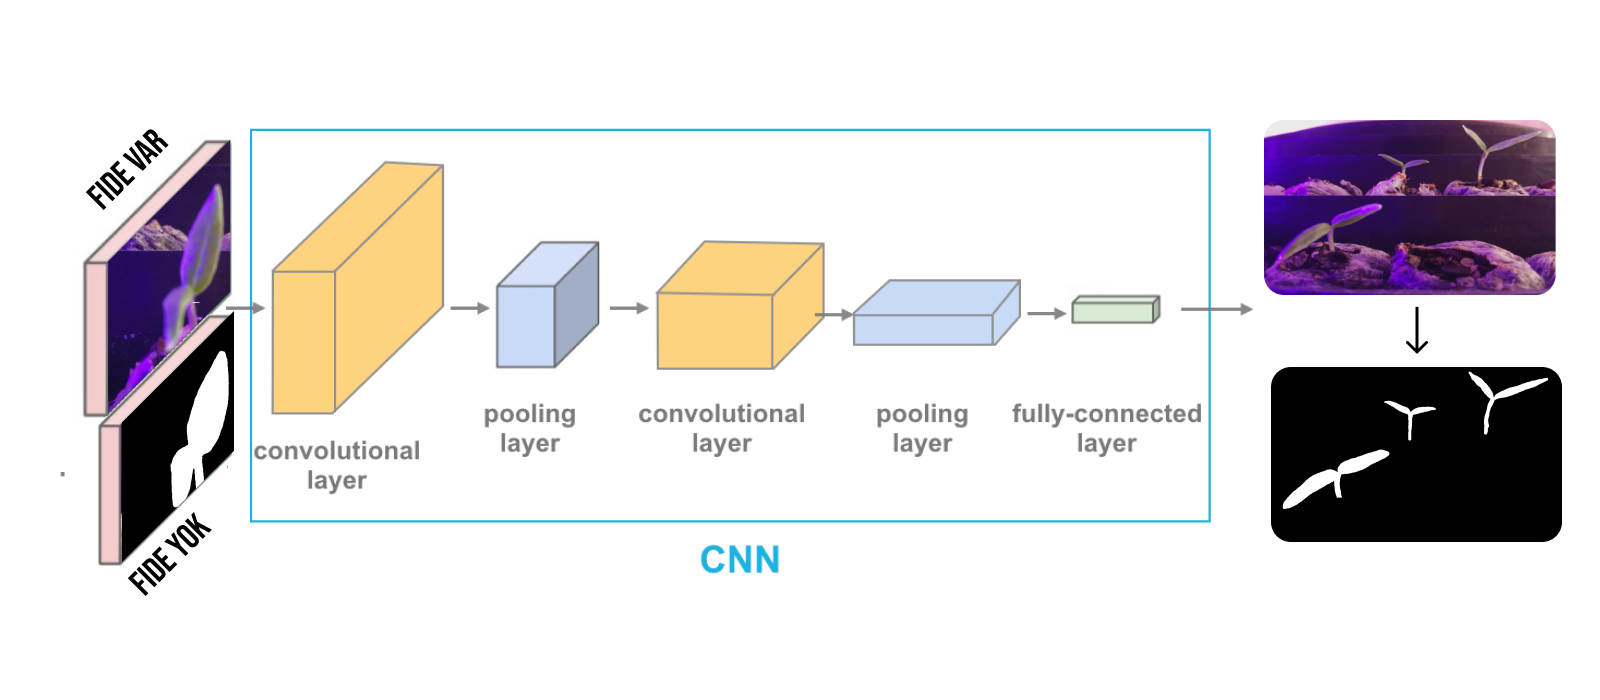 FIDE VAR
FIDE YOK
convolutional
layer
pooling
layer
convolutional
layer
pooling
layer
fully-connected
layer
CNN